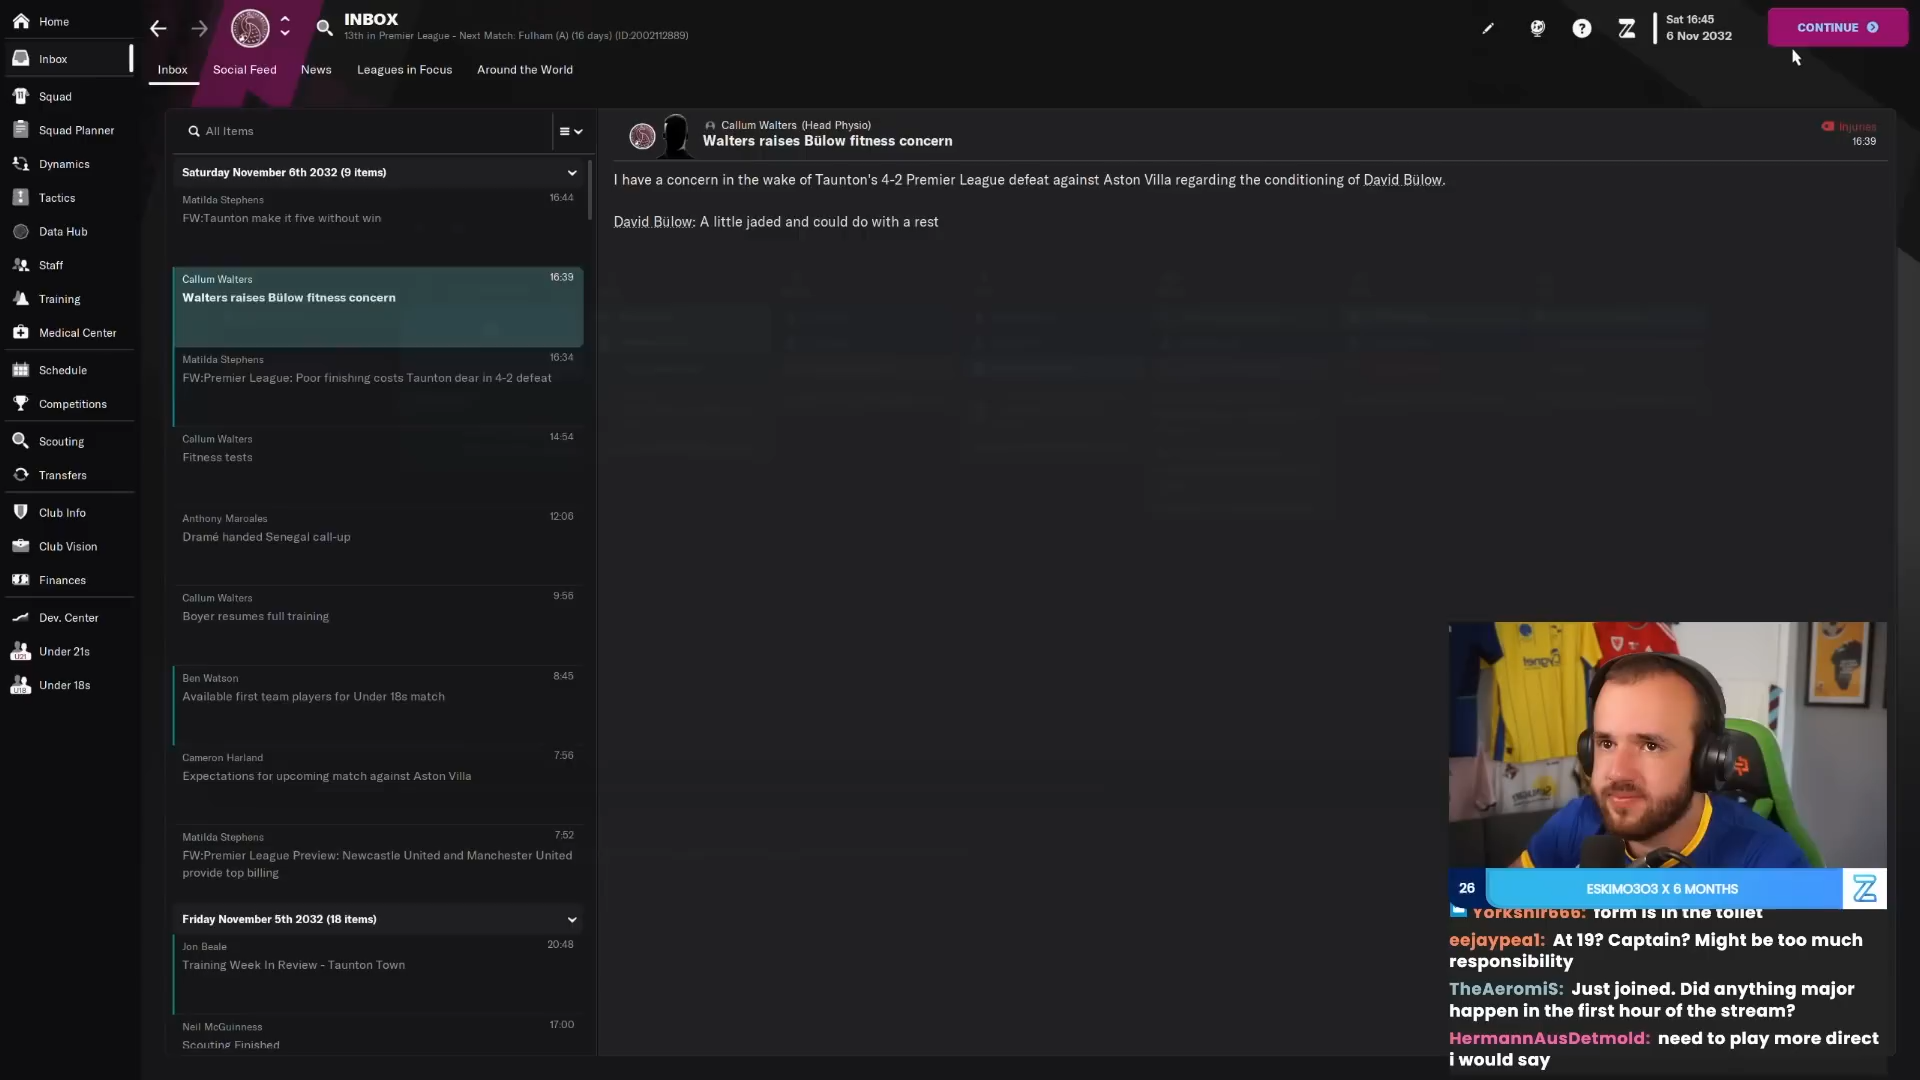 Home
Inbox
Squad
Squad Planner
Dynamics
Tactics
Data Hub
Staff
Training
Medical Center
Schedule
Competitions
Scouting
Transfers
Club Info
Club Vision
Finances
Dev. Center
Under 21s
Under 18s
INBOX
13th in Premier League - Next Match: Fulham (A) (16 days) (ID:2002112889)
Sat 16:45
6 Nov 2032
CONTINUE
Inbox Social Feed News Leagues in Focus Around the World
All Items
Saturday November 6th 2032 (9 items)
Matilda Stephens 16:44
FW:Taunton make it five without win
Callum Walters 16:39
Walters raises Bülow fitness concern
Matilda Stephens 16:34
FW:Premier League: Poor finishing costs Taunton dear in 4-2 defeat
Callum Walters 14:54
Fitness tests
Anthony Maroales 12:06
Dramé handed Senegal call-up
Callum Walters 9:56
Boyer resumes full training
Ben Watson 8:45
Available first team players for Under 18s match
Cameron Harland 7:56
Expectations for upcoming match against Aston Villa
Matilda Stephens 7:52
FW:Premier League Preview: Newcastle United and Manchester United
provide top billing
Friday November 5th 2032 (18 items)
Jon Beale 20:48
Training Week In Review - Taunton Town
Neil McGuinness 17:00
Scouting Finished
Callum Walters (Head Physio)
Walters raises Bülow fitness concern
Injuries
16:39
I have a concern in the wake of Taunton's 4-2 Premier League defeat against Aston Villa regarding the conditioning of David Bülow.
David Bülow: A little jaded and could do with a rest
26 ESKIMO303 X 6 MONTHS
Yorkshir666: form is in the toilet
eejaypea1: At 19? Captain? Might be too much
responsibility
TheAeromiS: Just joined. Did anything major
happen in the first hour of the stream?
HermannAusDetmold: need to play more direct
i would say